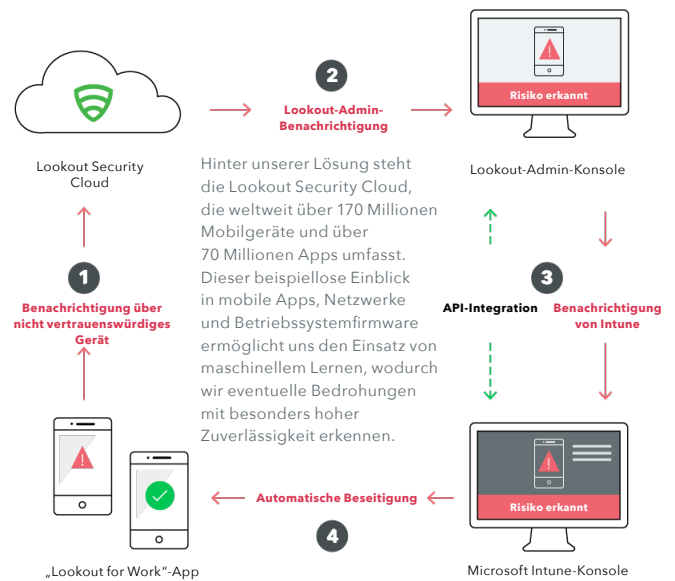 2
Risiko erkannt
Lookout-Admin-
Benachrichtigung
Lookout Security
Cloud
Lookout-Admin-Konsole
Hinter unserer Lösung steht
die Lookout Security Cloud,
die weltweit über 170 Millionen
Mobilgeräte und über
70 Millionen Apps umfasst.
Dieser beispiellose Einblick
in mobile Apps, Netzwerke
und Betriebssystemfirmware
ermöglicht uns den Einsatz von
maschinellem Lernen, wodurch
wir eventuelle Bedrohungen
mit besonders hoher
Zuverlässigkeit erkennen.
1
Benachrichtigung über
nicht vertrauenswürdiges
Gerät
3
API-Integration
Benachrichtigung
von Intune
Automatische Beseitigung
4
Risiko erkannt
„Lookout for Work“-App
Microsoft Intune-Konsole